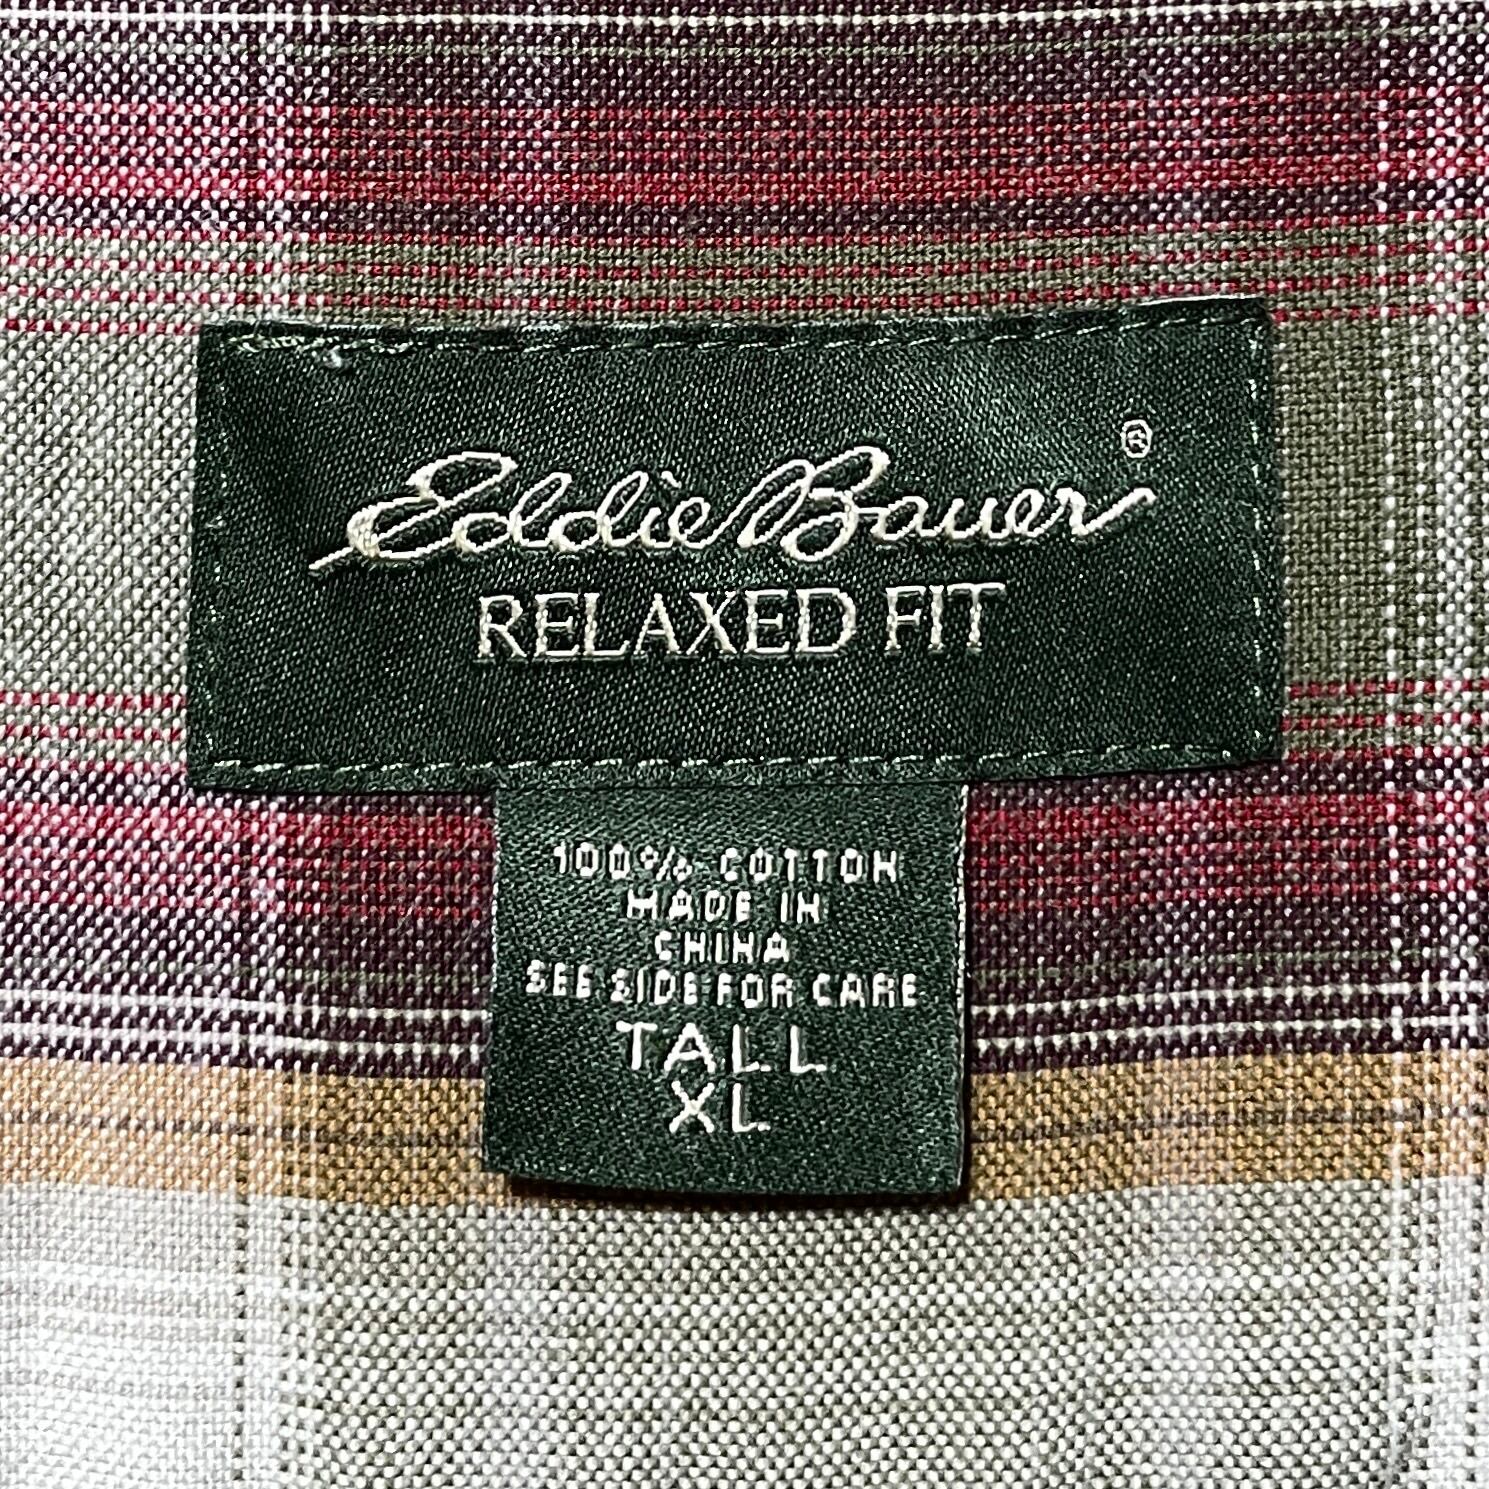 Eddie Bauer®
RELAXED FIT
100% COTTON
MADE IN
CHINA
SEE SIDE FOR CARE
TALL
XL